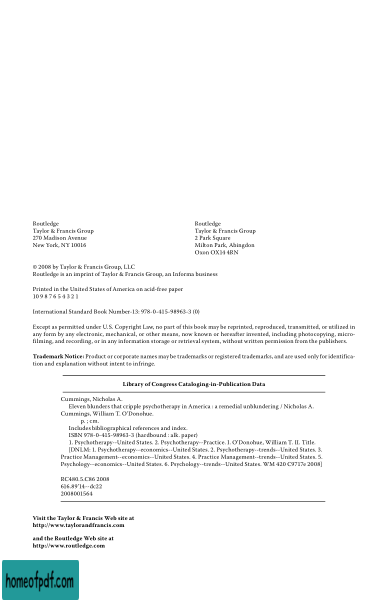 Routledge
Taylor & Francis Group
270 Madison Avenue
New York, NY 10016
Routledge
Taylor & Francis Group
2 Park Square
Milton Park, Abingdon
Oxon OX14 4RN
© 2008 by Taylor & Francis Group, LLC
Routledge is an imprint of Taylor & Francis Group, an Informa business
Printed in the United States of America on acid-free paper
10 9 8 7 6 5 4 3 2 1
International Standard Book Number-13: 978-0-415-98963-3 (0)
Except as permitted under U.S. Copyright Law, no part of this book may be reprinted, reproduced, transmitted, or utilized in
any form by any electronic, mechanical, or other means, now known or hereafter invented, including photocopying, micro-
filming, and recording, or in any information storage or retrieval system, without written permission from the publishers.
Trademark Notice: Product or corporate names may be trademarks or registered trademarks, and are used only for identifica-
tion and explanation without intent to infringe.
Library of Congress Cataloging-in-Publication Data
Cummings, Nicholas A.
Eleven blunders that cripple psychotherapy in America : a remedial unblundering / Nicholas A.
Cummings, William T. O'Donohue.
p. ; cm.
Includes bibliographical references and index.
ISBN 978-0-415-98963-3 (hardbound : alk. paper)
1. Psychotherapy--United States. 2. Psychotherapy--Practice. I. O'Donohue, William T. II. Title.
[DNLM: 1. Psychotherapy--economics--United States. 2. Psychotherapy--trends--United States. 3.
Practice Management--economics--United States. 4. Practice Management--trends--United States. 5.
Psychology--economics--United States. 6. Psychology--trends--United States. WM 420 C9717e 2008]
RC480.5.C86 2008
616.89'14--dc22
2008001564
Visit the Taylor & Francis Web site at
http://www.taylorandfrancis.com
and the Routledge Web site at
http://www.routledge.com
homeofpdf.com